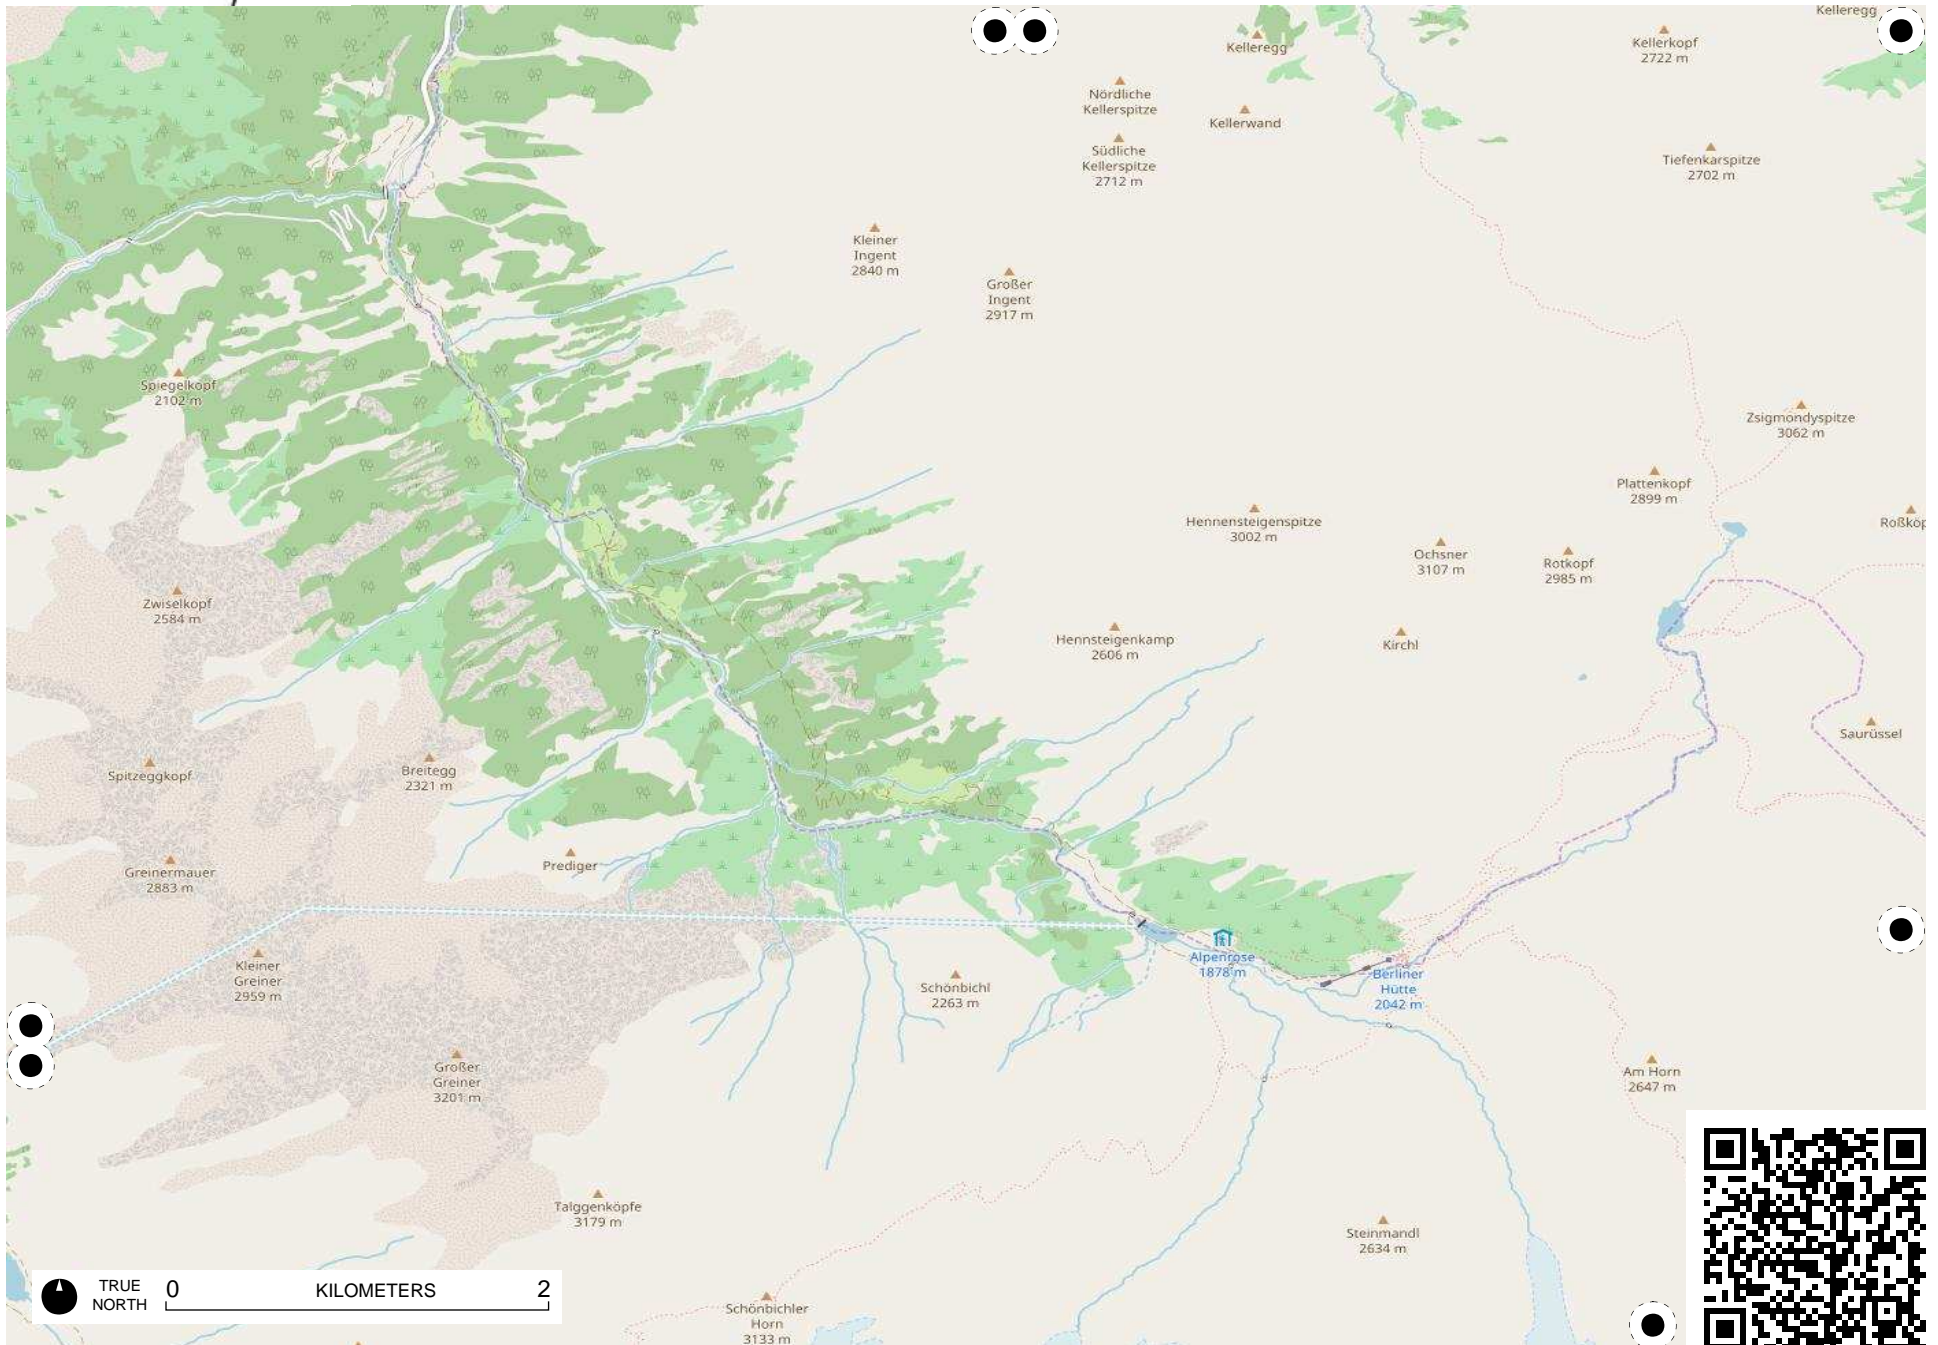 Kelleregg
Kelleregg
Kellerkopf
2722 m
Nördliche
Kellerspitze
Kellerwand
Südliche
Kellerspitze
2712 m
Tiefenkarspitze
2702 m
Kleiner
Ingent
2840 m
Großer
Ingent
2917 m
Spiegelkopf
2102 m
Zsigmondyspitze
3062 m
Plattenkopf
2899 m
Hennensteigenspitze
3002 m
Roßkop
Ochsner
3107 m
Rotkopf
2985 m
Zwiselkopf
2584 m
Hennsteigenkamp
2606 m
Kirchl
Saurüssel
Spitzeggkopf
Breitegg
2321 m
Prediger
Greinermauer
2883 m
Alpenrose
1878 m
Kleiner
Greiner
2959 m
Schönbichl
2263 m
Berliner
Hütte
2042 m
Großer
Greiner
3201 m
Am Horn
2647 m
Talggenköpfe
3179 m
Steinmandl
2634 m
TRUE
NORTH
0 KILOMETERS 2
Schönbichler
Horn
3133 m